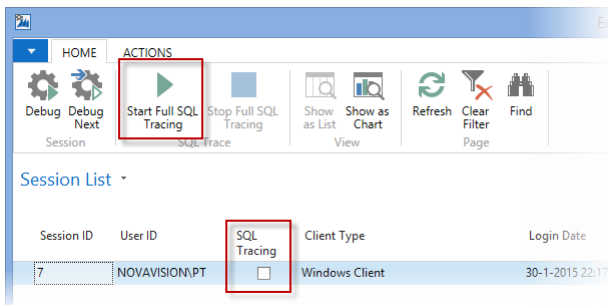 E
HOME ACTIONS
Debug Debug Next Start Full SQL Tracing Stop Full SQL Tracing Show as List Show as Chart Refresh Clear Filter Find
Session SQL Trace View Page
Session List
Session ID User ID SQL Tracing Client Type Login Date
7 NOVAVISION\PT Windows Client 30-1-2015 22:17